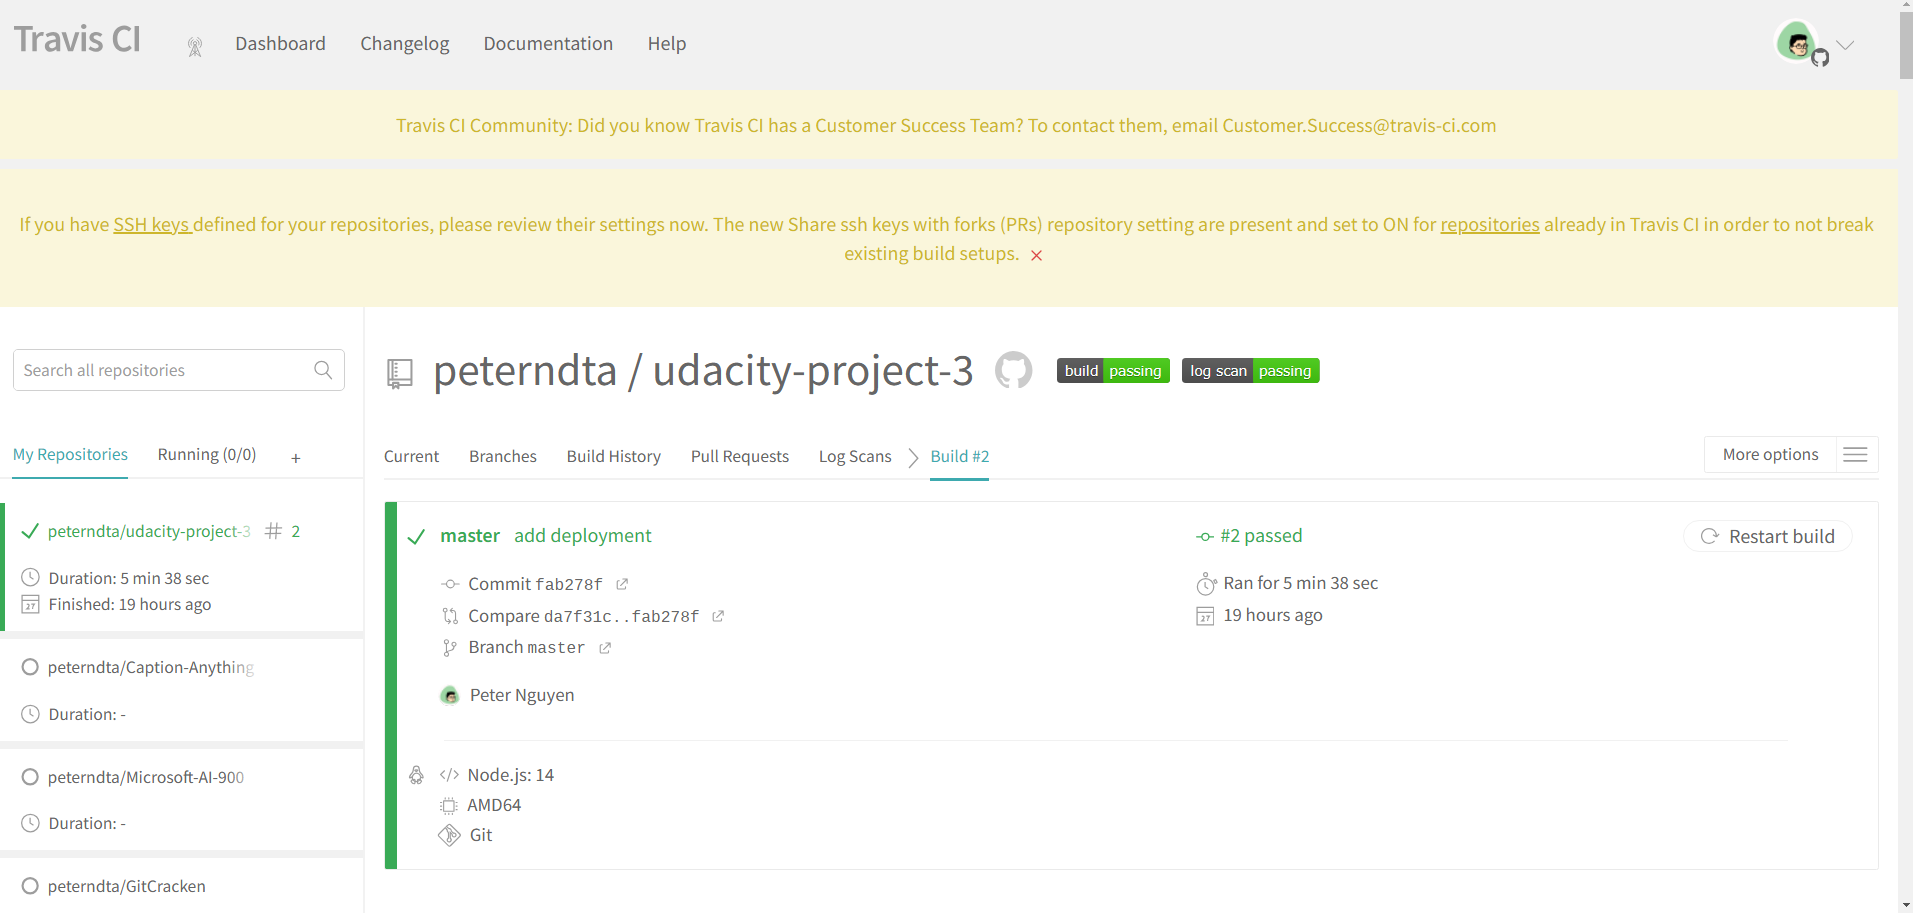 Travis CI
Dashboard
Changelog
Documentation
Help
Travis CI Community: Did you know Travis CI has a Customer Success Team? To contact them, email Customer.Success@travis-ci.com
If you have SSH keys defined for your repositories, please review their settings now. The new Share ssh keys with forks (PRs) repository setting are present and set to ON for repositories already in Travis CI in order to not break
existing build setups.
Search all repositories
My Repositories
Running (0/0)
+
peterndta/udacity-project-3
# 2
Duration: 5 min 38 sec
Finished: 19 hours ago
peterndta/Caption-Anything
Duration: -
peterndta/Microsoft-AI-900
Duration: -
peterndta/GitCracken
peterndta / udacity-project-3
build passing
log scan passing
Current
Branches
Build History
Pull Requests
Log Scans
Build #2
More options
master add deployment
Commit fab278f
Compare da7f31c..fab278f
Branch master
Peter Nguyen
#2 passed
Ran for 5 min 38 sec
19 hours ago
Restart build
Node.js: 14
AMD64
Git